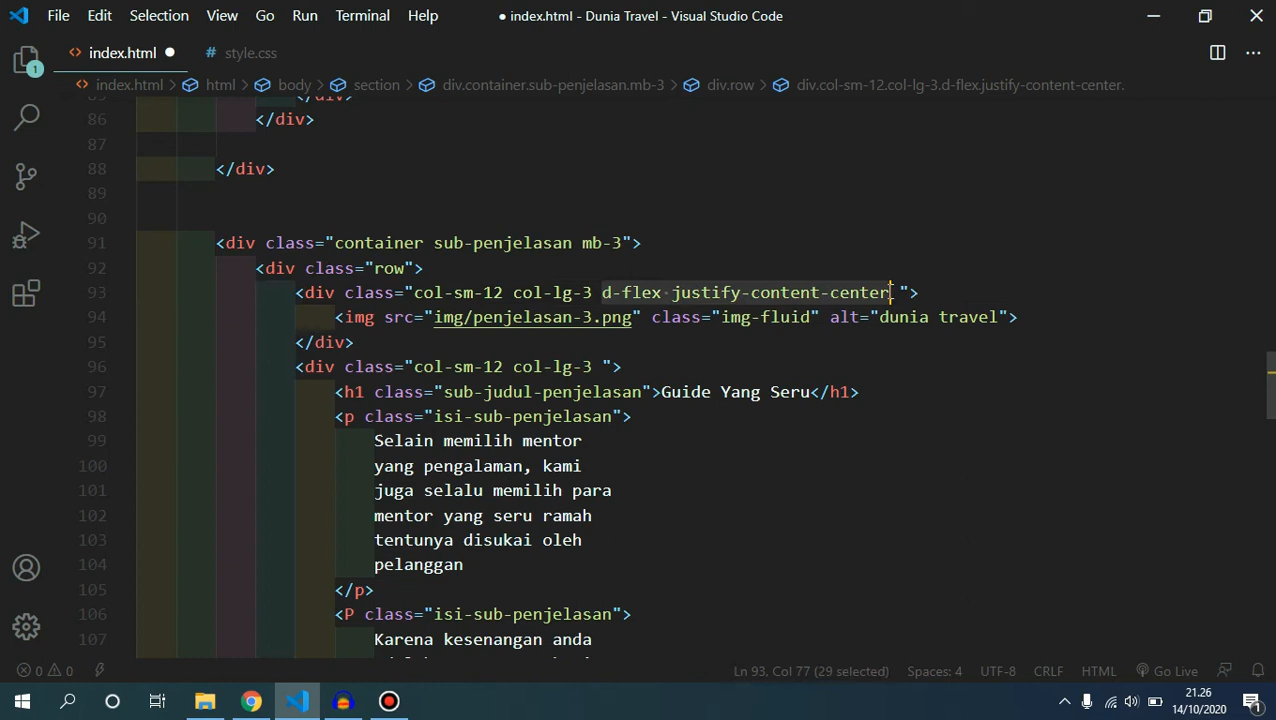 File Edit Selection View Go Run Terminal Help ● index.html - Dunia Travel - Visual Studio Code
<> index.html ● # style.css
<> index.html > html > body > section > div.container.sub-penjelasan.mb-3 > div.row > div.col-sm-12.col-lg-3.d-flex.justify-content-center.
1
85 </div>
86 </div>
87
88 </div>
89
90
91 <div class="container sub-penjelasan mb-3">
92 <div class="row">
93 <div class="col-sm-12 col-lg-3 d-flex justify-content-center ">
94 <img src="img/penjelasan-3.png" class="img-fluid" alt="dunia travel">
95 </div>
96 <div class="col-sm-12 col-lg-3 ">
97 <h1 class="sub-judul-penjelasan">Guide Yang Seru</h1>
98 <p class="isi-sub-penjelasan">
99 Selain memilih mentor
100 yang pengalaman, kami
101 juga selalu memilih para
102 mentor yang seru ramah
103 tentunya disukai oleh
104 pelanggan
105 </p>
106 <P class="isi-sub-penjelasan">
107 Karena kesenangan anda
0 0 Ln 93, Col 77 (29 selected) Spaces: 4 UTF-8 CRLF HTML Go Live
21.26
14/10/2020
1